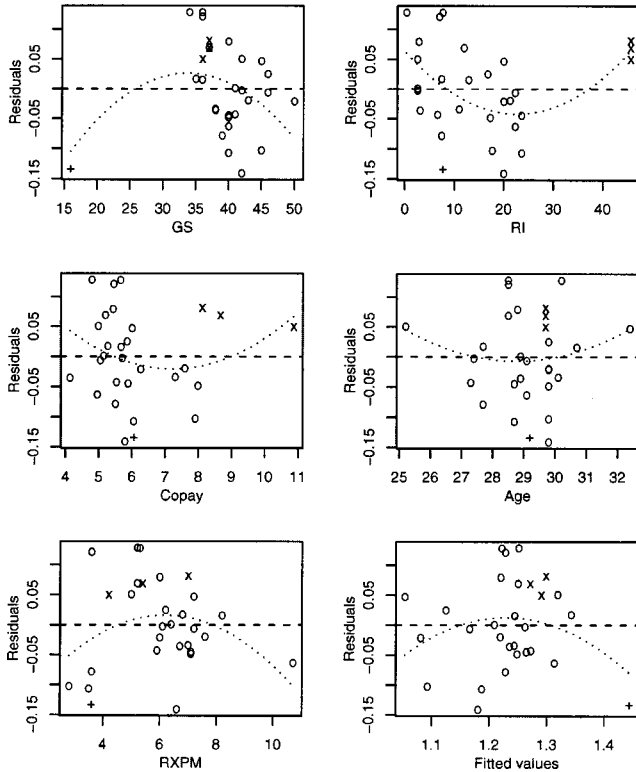 Residuals
0.05
-0.05
-0.15
15 20 25 30 35 40 45 50
GS
Residuals
0.05
-0.05
-0.15
0 10 20 30 40
RI
Residuals
0.05
-0.05
-0.15
4 5 6 7 8 9 10 11
Copay
Residuals
0.05
-0.05
-0.15
25 26 27 28 29 30 31 32
Age
Residuals
0.05
-0.05
-0.15
4 6 8 10
RXPM
Residuals
0.05
-0.05
-0.15
1.1 1.2 1.3 1.4
Fitted values